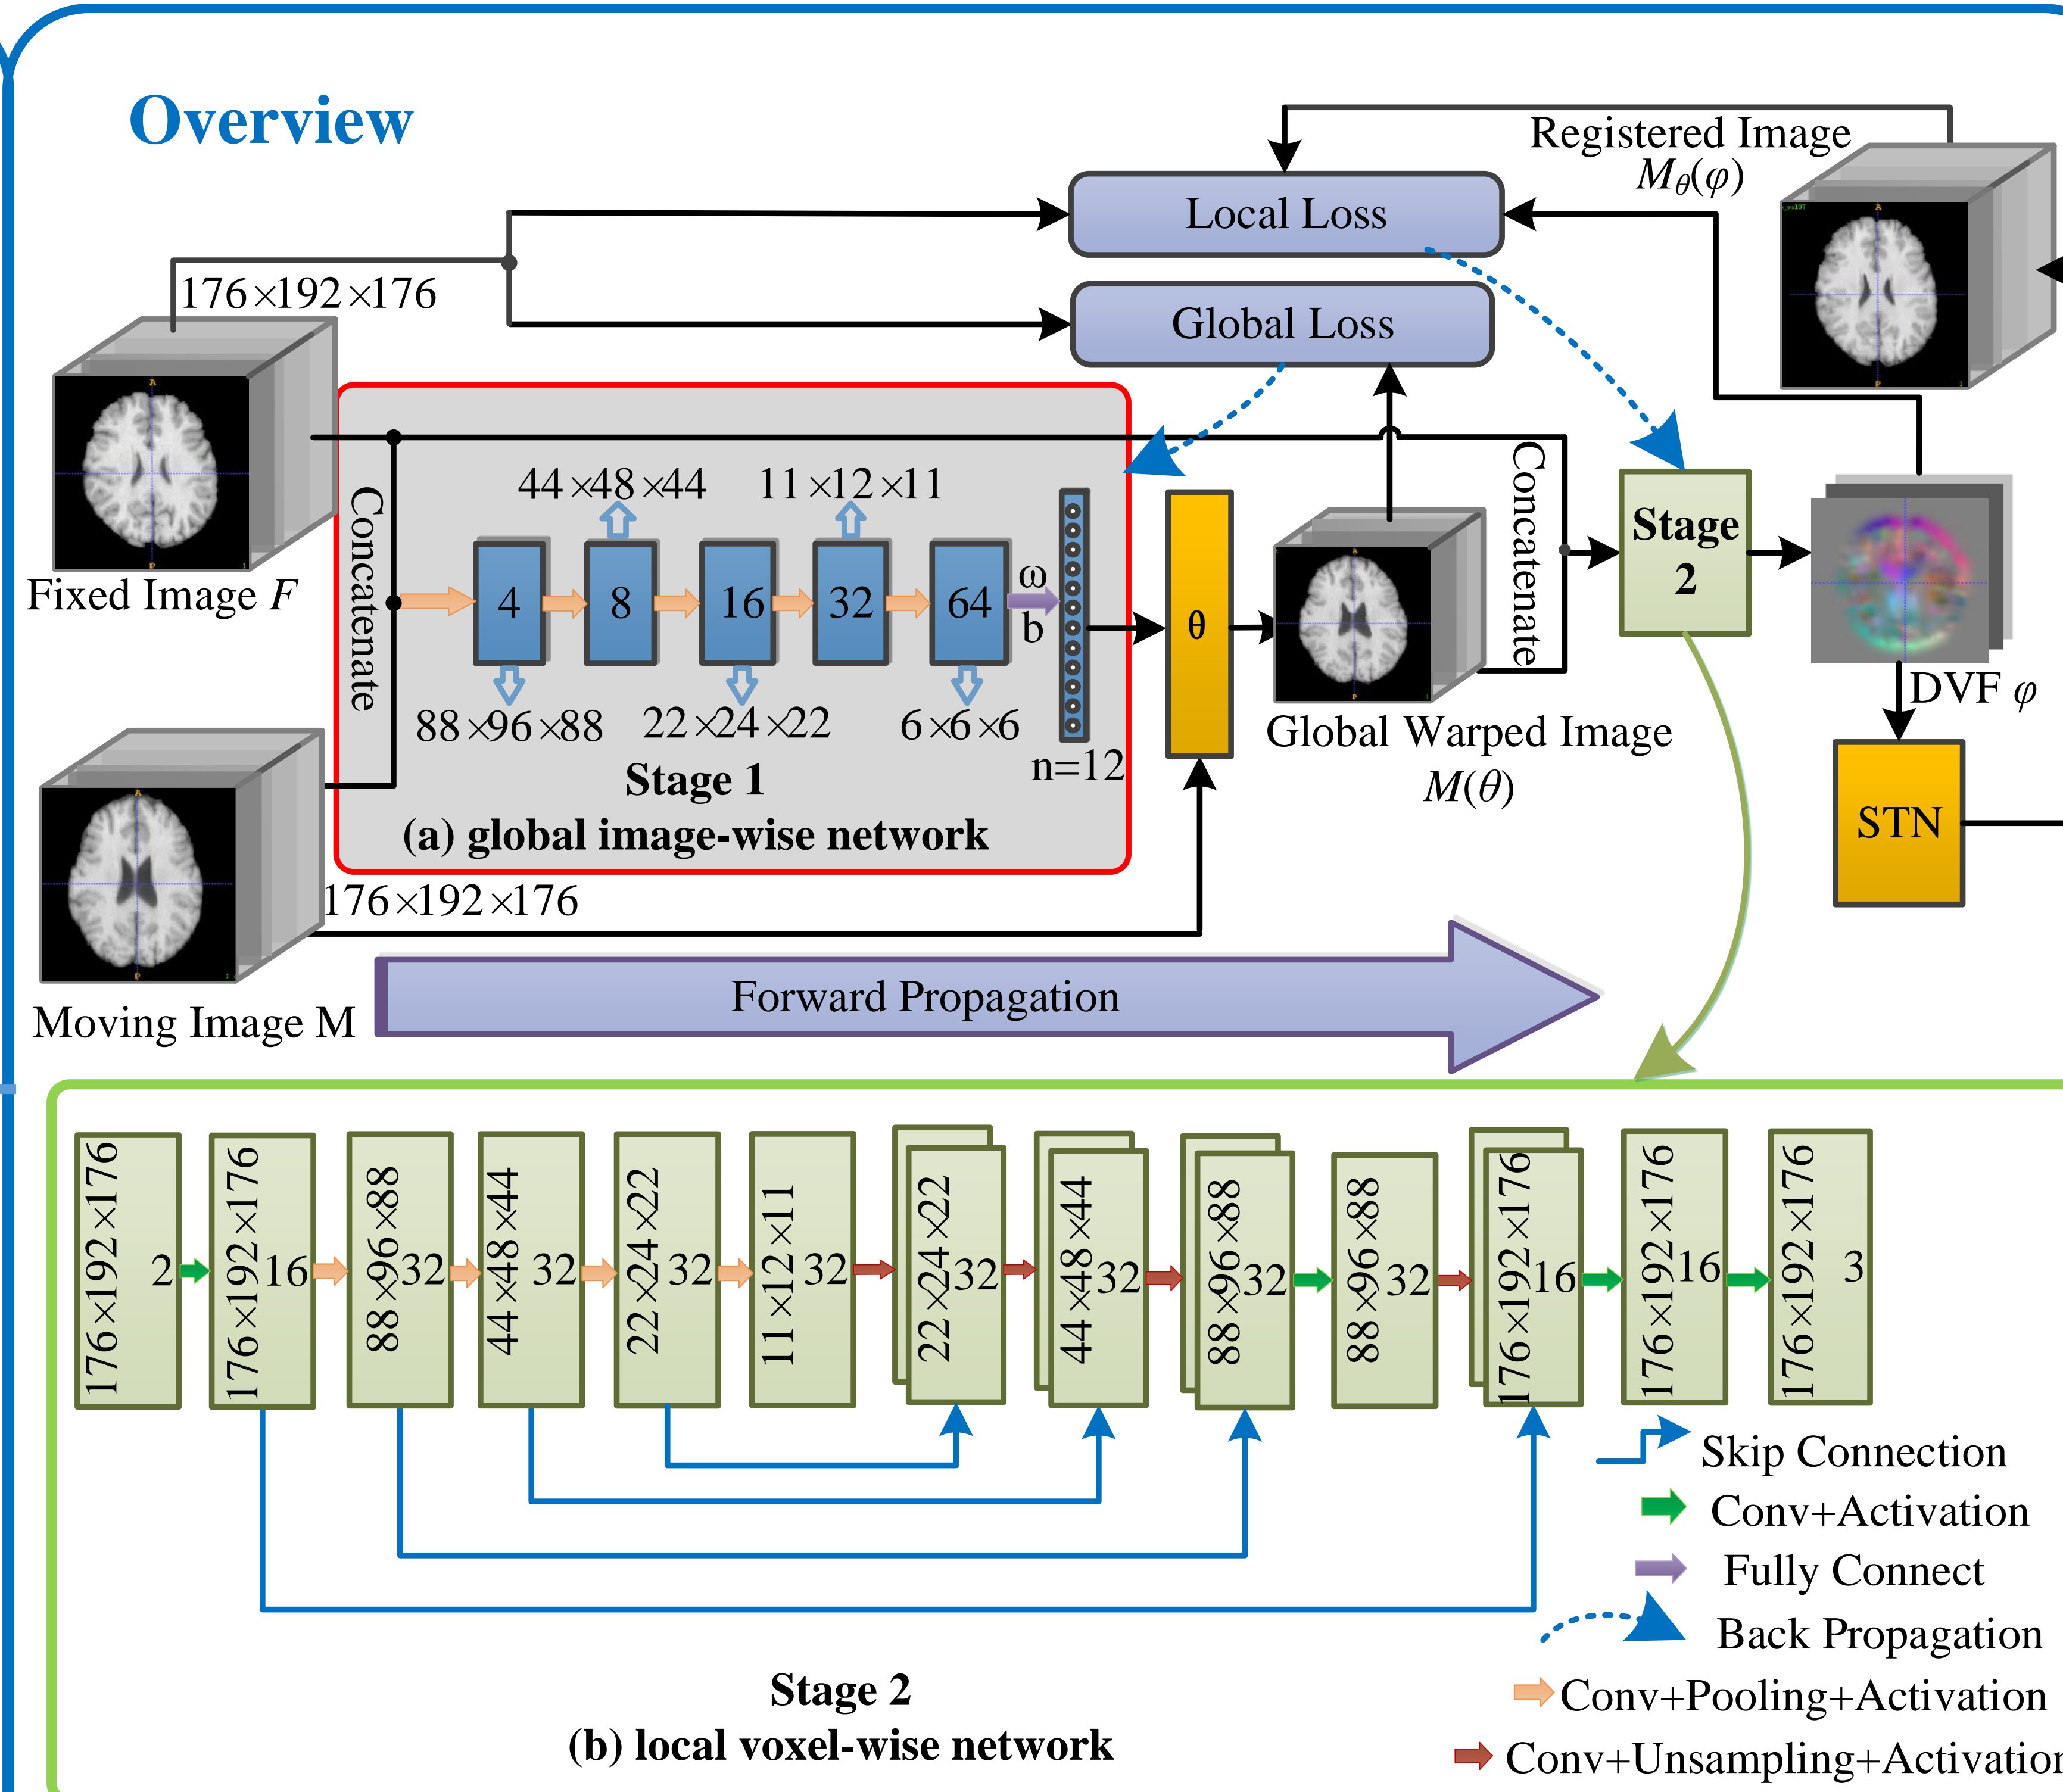 Overview
Registered Image
Mθ(φ)
Local Loss
176×192×176
Global Loss
Fixed Image F
Concatenate
44×48×44
11×12×11
4
8
16
32
64
ω
b
88×96×88
22×24×22
6×6×6
n=12
Stage 1
(a) global image-wise network
θ
Global Warped Image
M(θ)
Concatenate
Stage
2
DVF φ
STN
176×192×176
Moving Image M
Forward Propagation
176×192×176
2
176×192×176
16
88×96×88
32
44×48×44
32
22×24×22
32
11×12×11
32
22×24×22
32
44×48×44
32
88×96×88
32
88×96×88
32
176×192×176
16
176×192×176
16
176×192×176
3
Skip Connection
Conv+Activation
Fully Connect
Back Propagation
Conv+Pooling+Activation
Conv+Unsampling+Activation
Stage 2
(b) local voxel-wise network